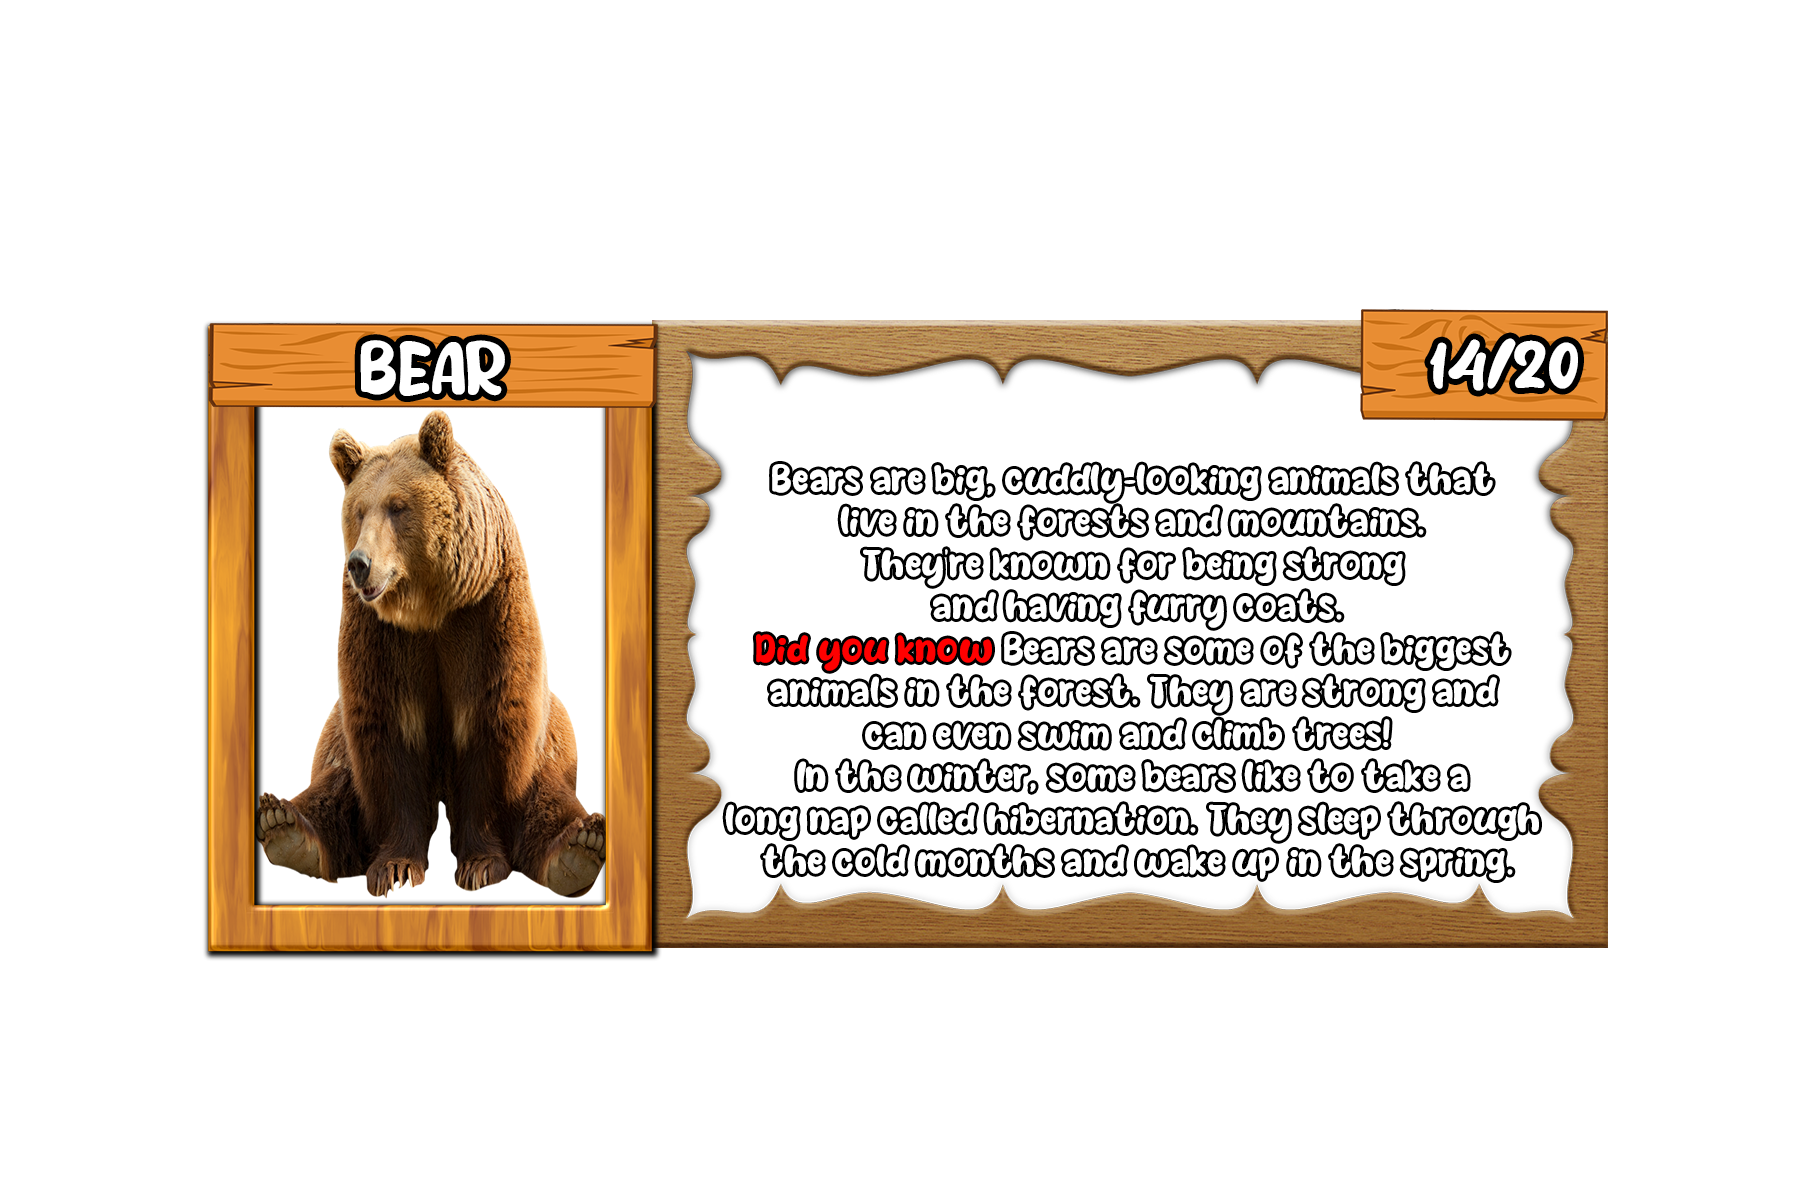 BEAR
14/20
Bears are big, cuddly-looking animals that
live in the forests and mountains.
They're known for being strong
and having furry coats.
Did you know Bears are some of the biggest
animals in the forest. They are strong and
can even swim and climb trees!
In the winter, some bears like to take a
long nap called hibernation. They sleep through
the cold months and wake up in the spring.